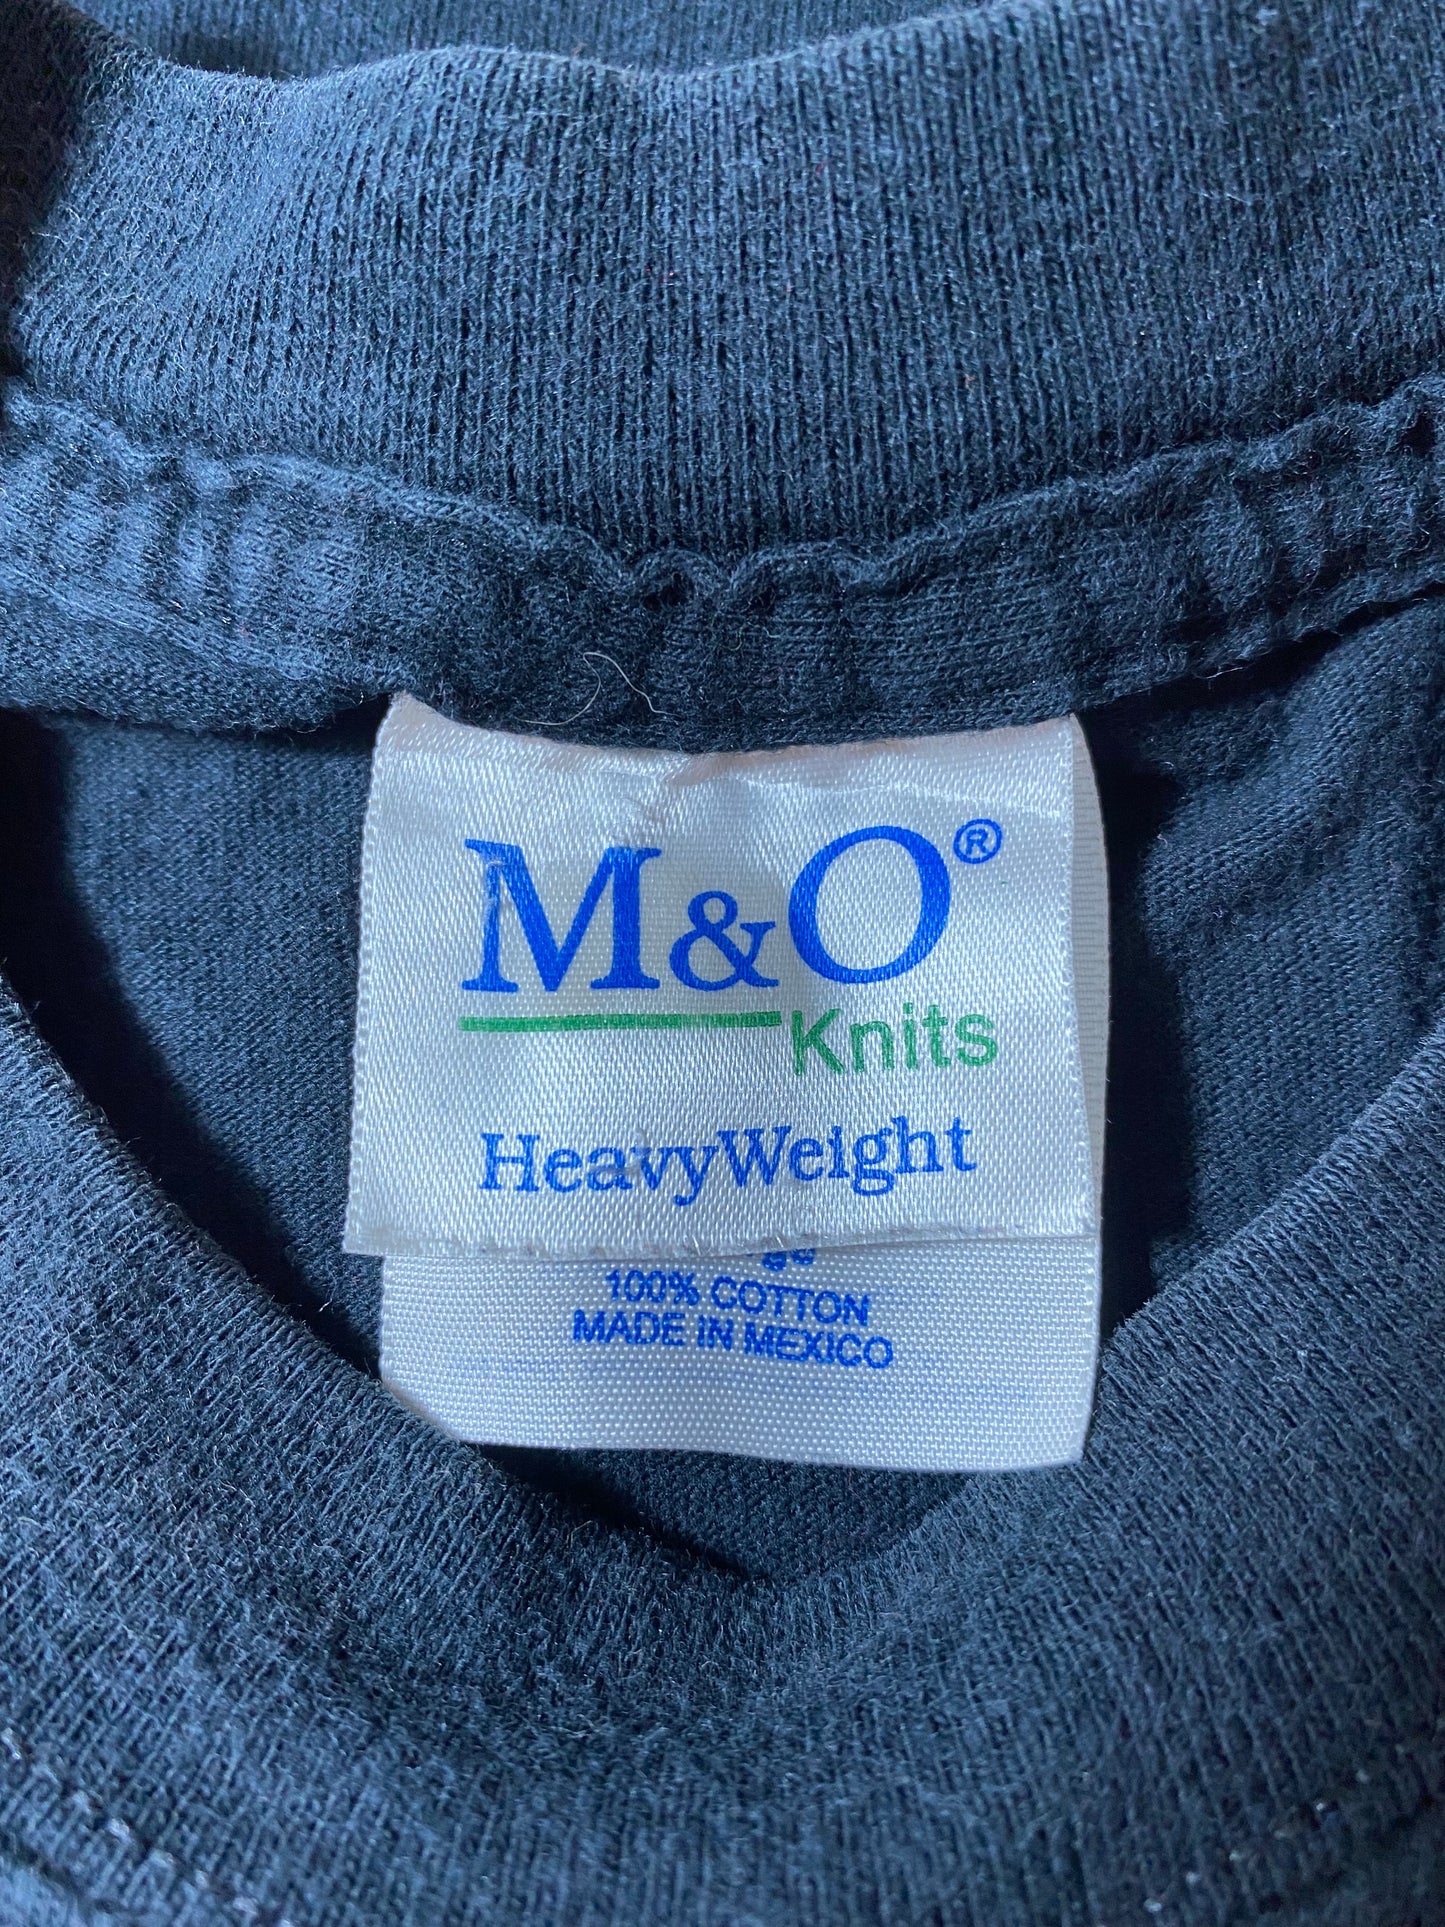 M&O®
Knits
HeavyWeight
100% COTTON
MADE IN MEXICO